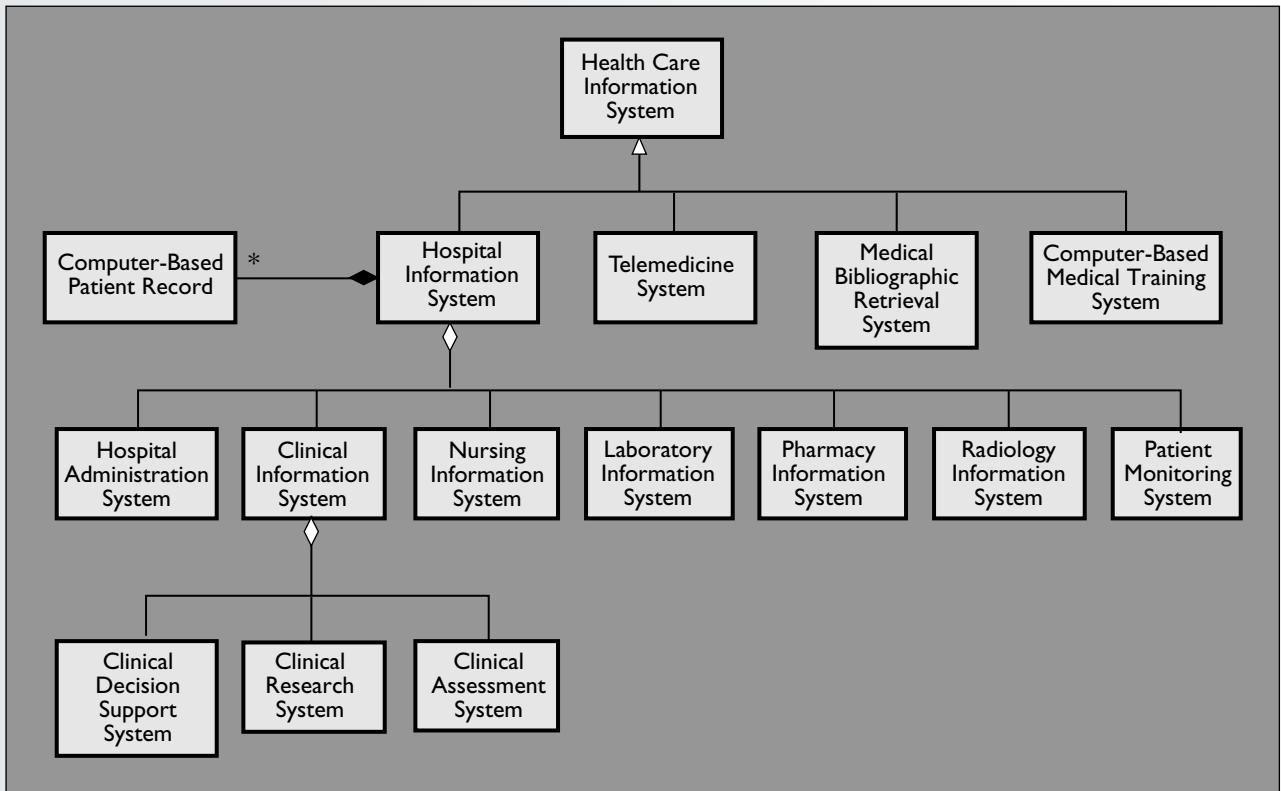 Health Care
Information
System
Computer-Based
Patient Record
*
Hospital
Information
System
Telemedicine
System
Medical
Bibliographic
Retrieval
System
Computer-Based
Medical Training
System
Hospital
Administration
System
Clinical
Information
System
Nursing
Information
System
Laboratory
Information
System
Pharmacy
Information
System
Radiology
Information
System
Patient
Monitoring
System
Clinical
Decision
Support
System
Clinical
Research
System
Clinical
Assessment
System